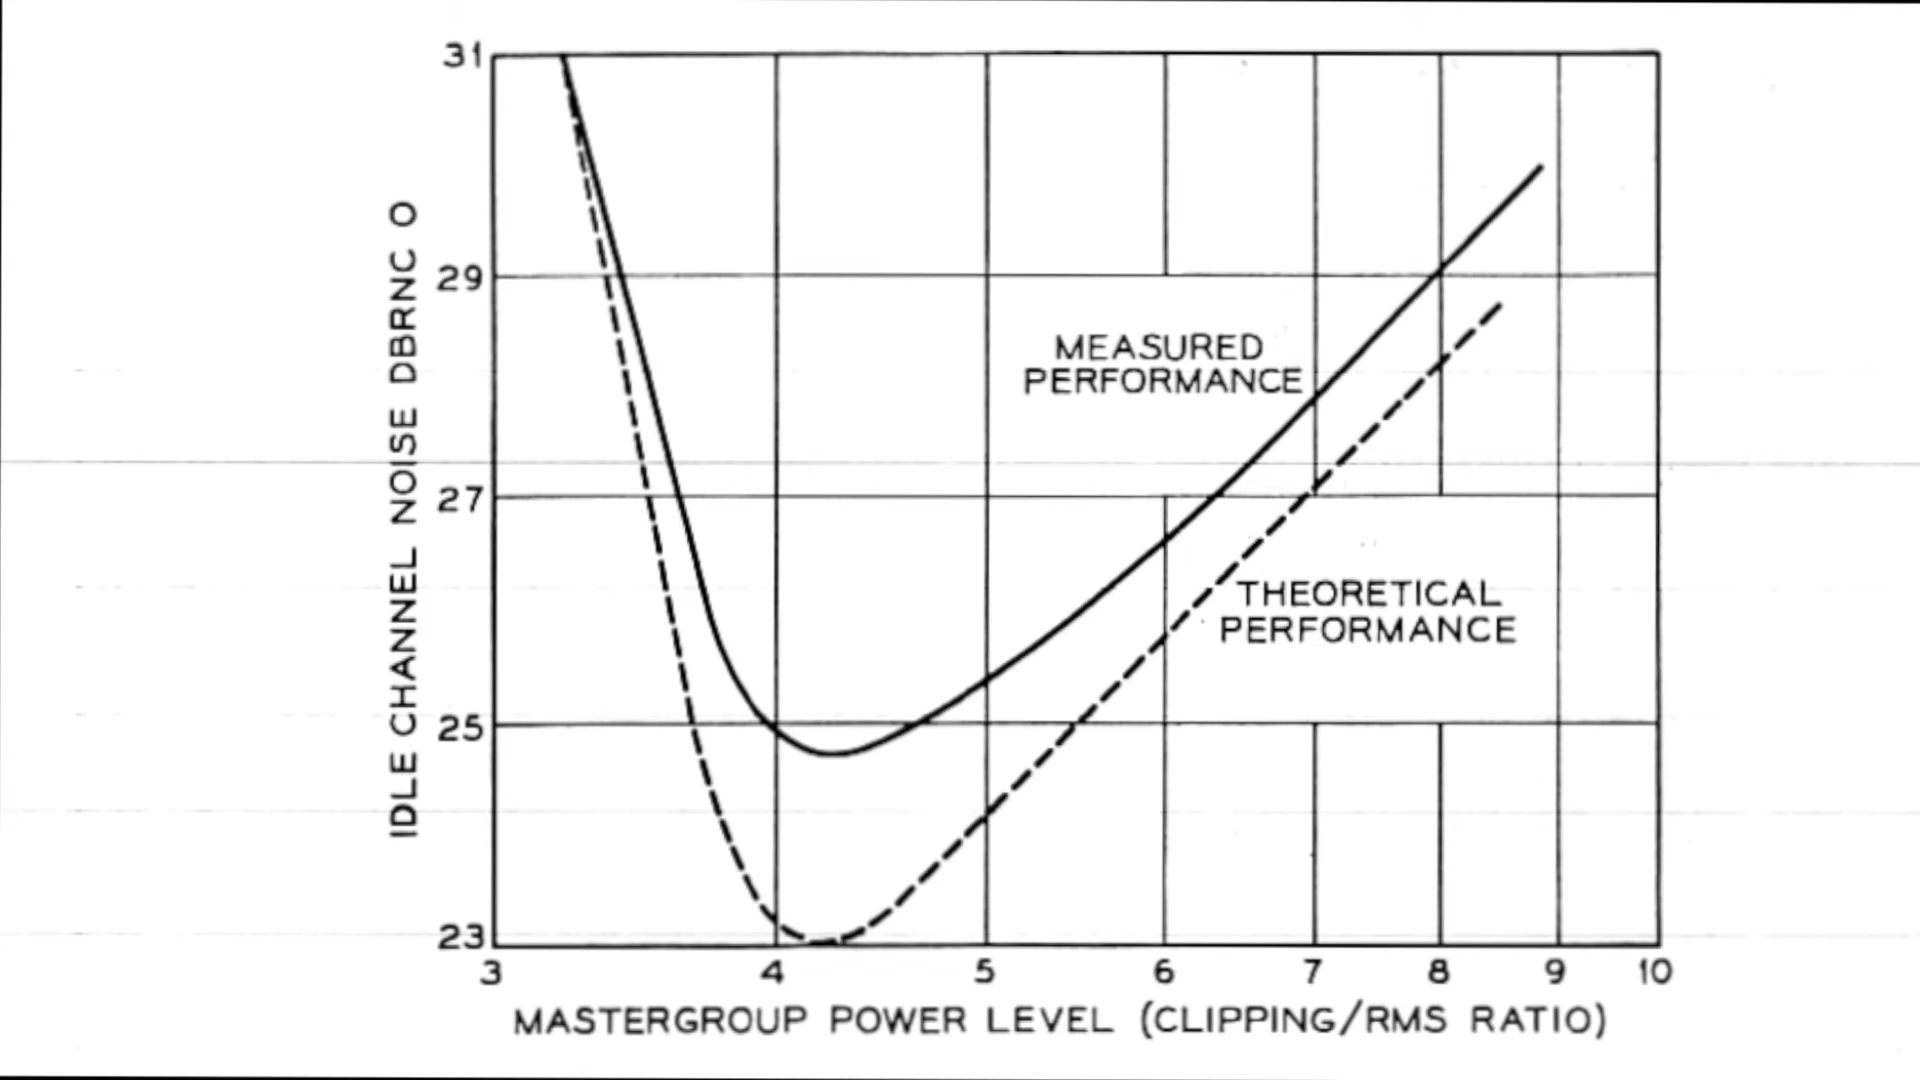 31
29
27
25
23
IDLE CHANNEL NOISE DBRNC O
MEASURED
PERFORMANCE
THEORETICAL
PERFORMANCE
3 4 5 6 7 8 9 10
MASTERGROUP POWER LEVEL (CLIPPING/RMS RATIO)